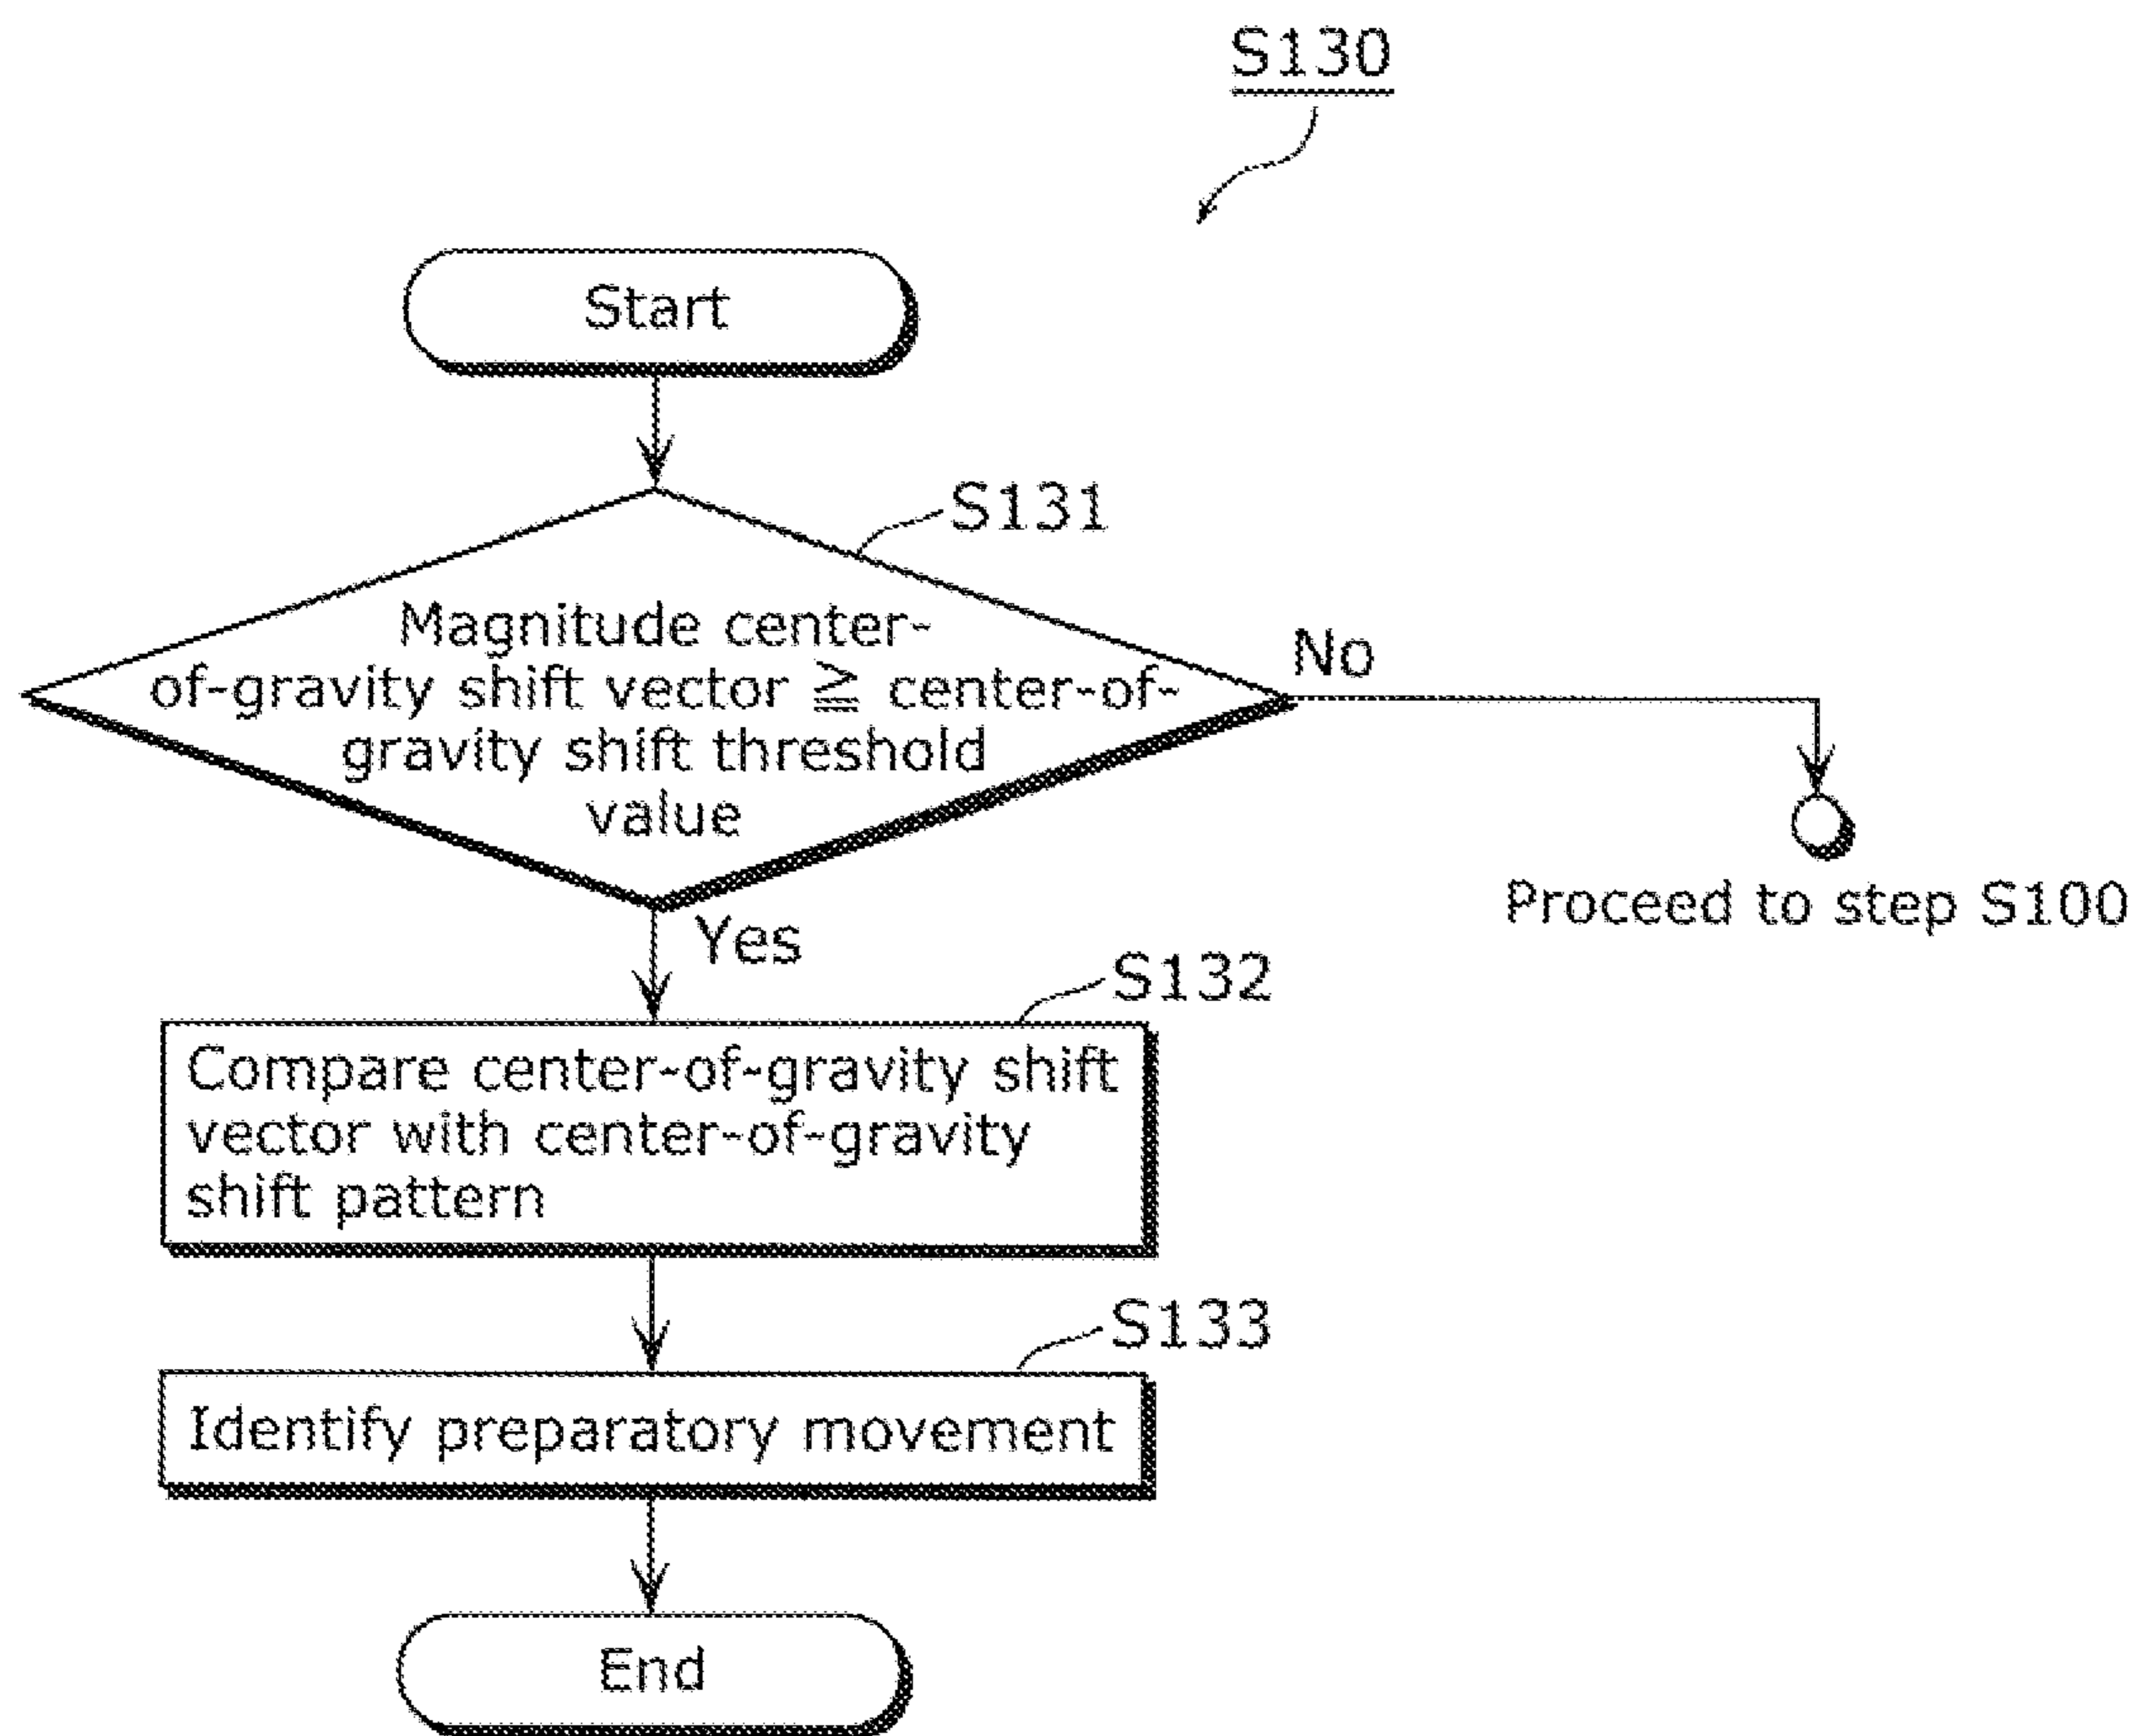 S130
Start
S131
Magnitude center-
of-gravity shift vector ≧ center-of-
gravity shift threshold
value
No
Proceed to step S100
Yes
S132
Compare center-of-gravity shift
vector with center-of-gravity
shift pattern
S133
Identify preparatory movement
End